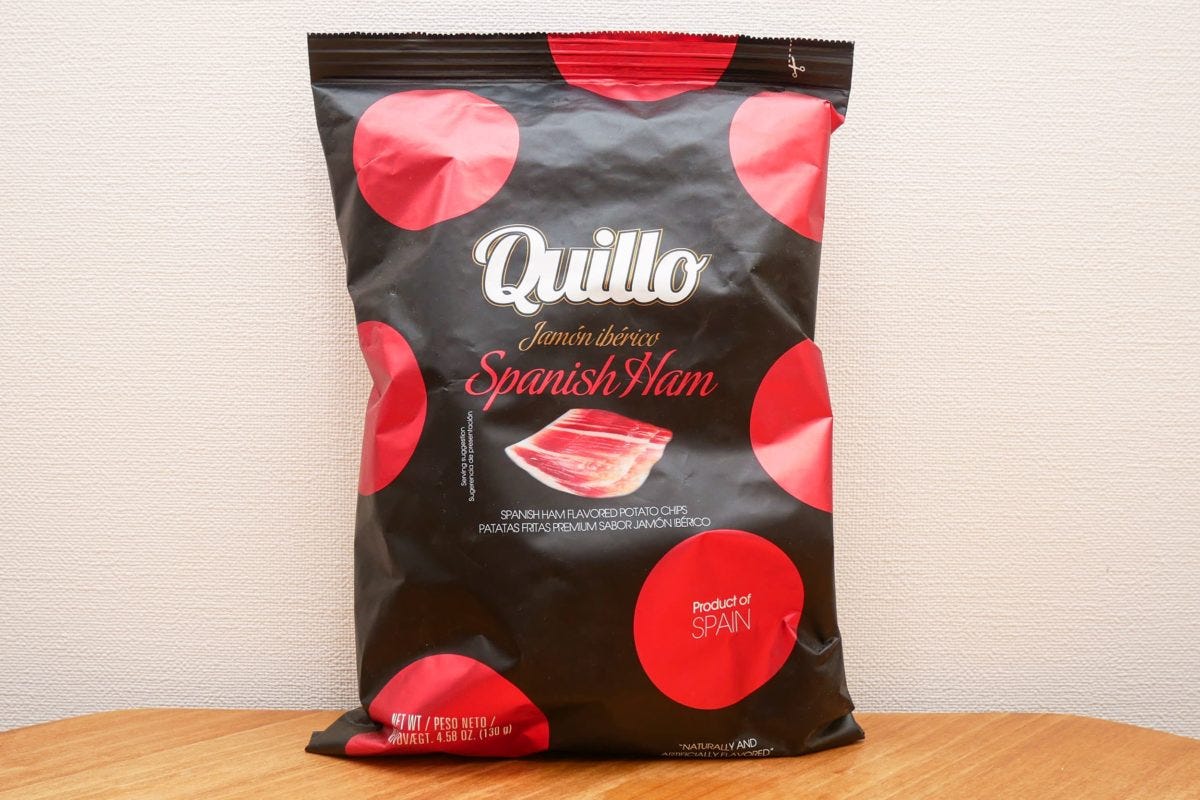 Quillo
Jamón ibérico
Spanish Ham
Serving suggestion
Sugerencia de presentación
SPANISH HAM FLAVORED POTATO CHIPS
PATATAS FRITAS PREMIUM SABOR JAMÓN IBÉRICO
Product of
SPAIN
NET WT / PESO NETO /
4.58 OZ. (130 g)
"NATURALLY AND
ARTIFICIALLY FLAVORED"